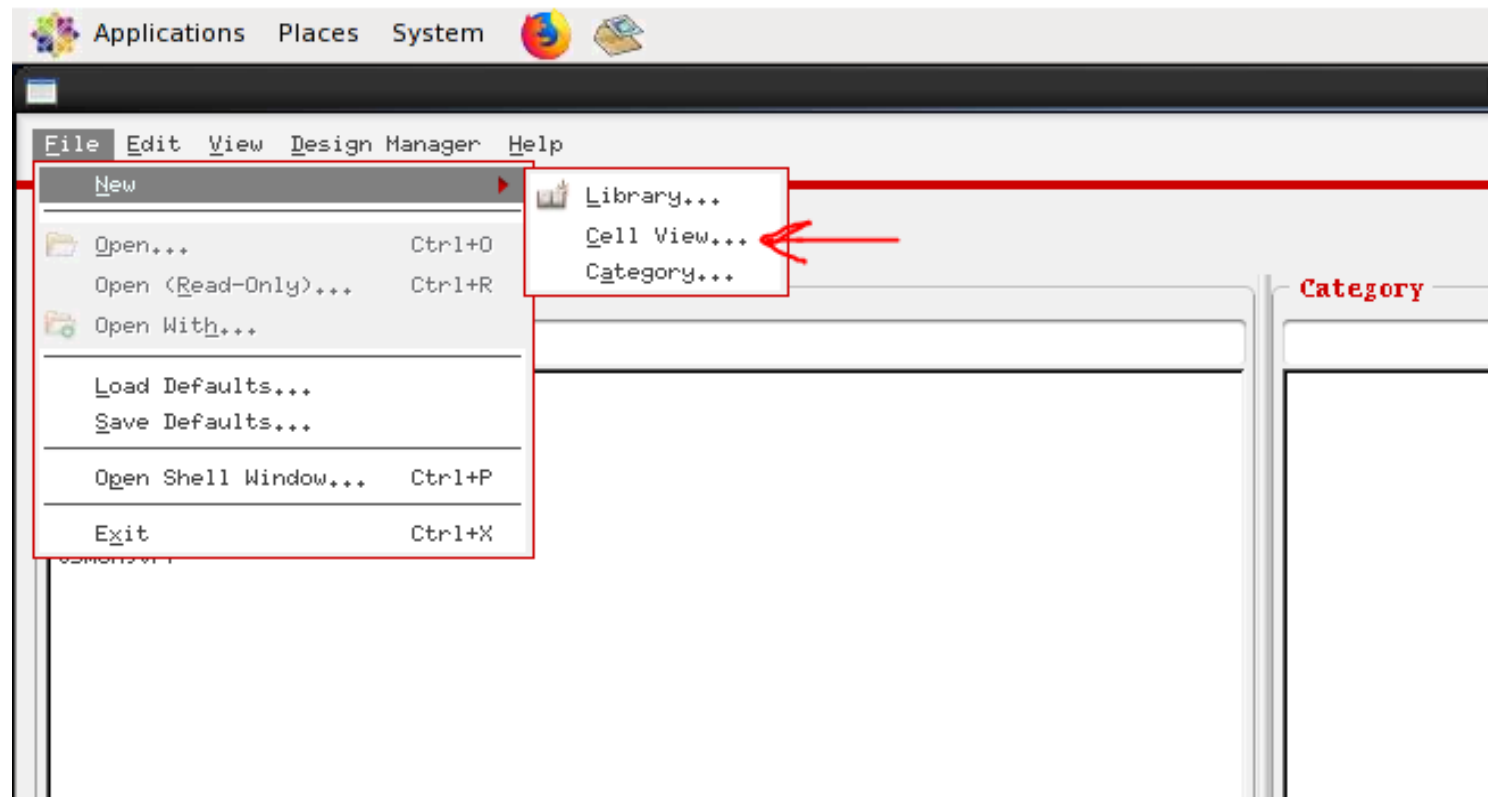 Applications Places System
File Edit View Design Manager Help
New
Library...
Cell View...
Category...
Open... Ctrl+O
Open (Read-Only)... Ctrl+R
Open With...
Load Defaults...
Save Defaults...
Open Shell Window... Ctrl+P
Exit Ctrl+X
Category